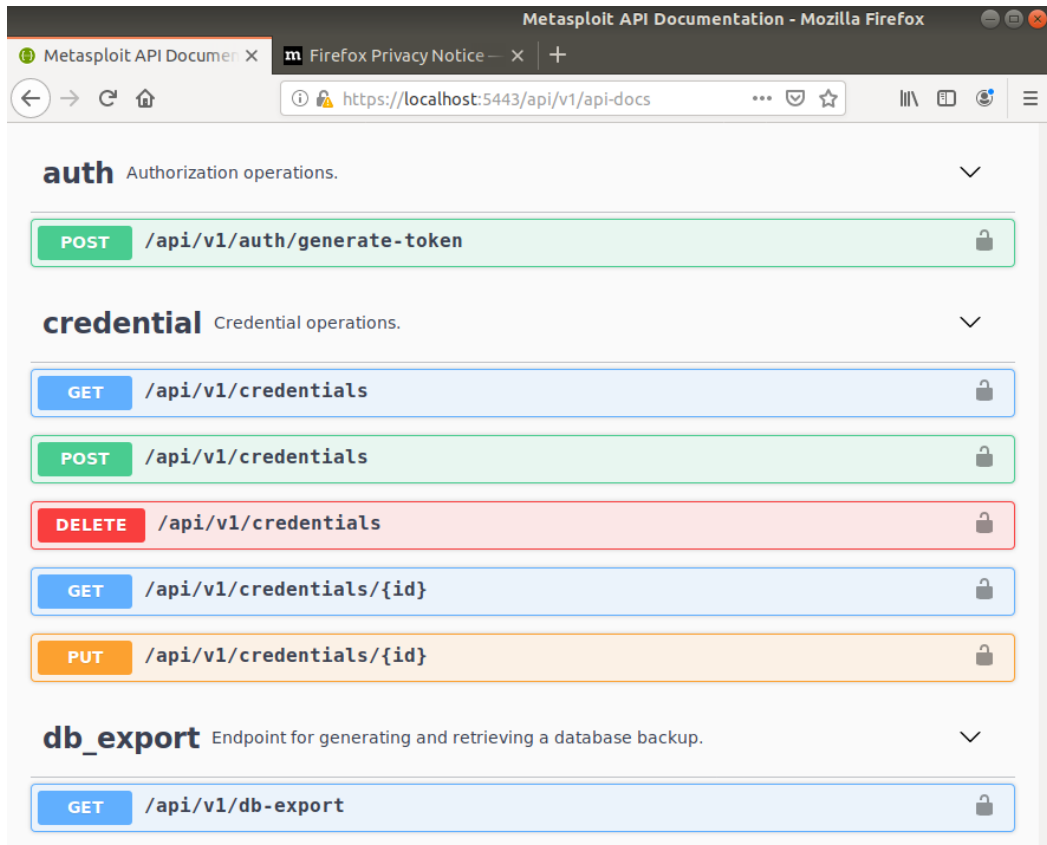 Metasploit API Documentation - Mozilla Firefox
Metasploit API Documen
m Firefox Privacy Notice —
https://localhost:5443/api/v1/api-docs
auth Authorization operations.
POST /api/v1/auth/generate-token
credential Credential operations.
GET /api/v1/credentials
POST /api/v1/credentials
DELETE /api/v1/credentials
GET /api/v1/credentials/{id}
PUT /api/v1/credentials/{id}
db_export Endpoint for generating and retrieving a database backup.
GET /api/v1/db-export